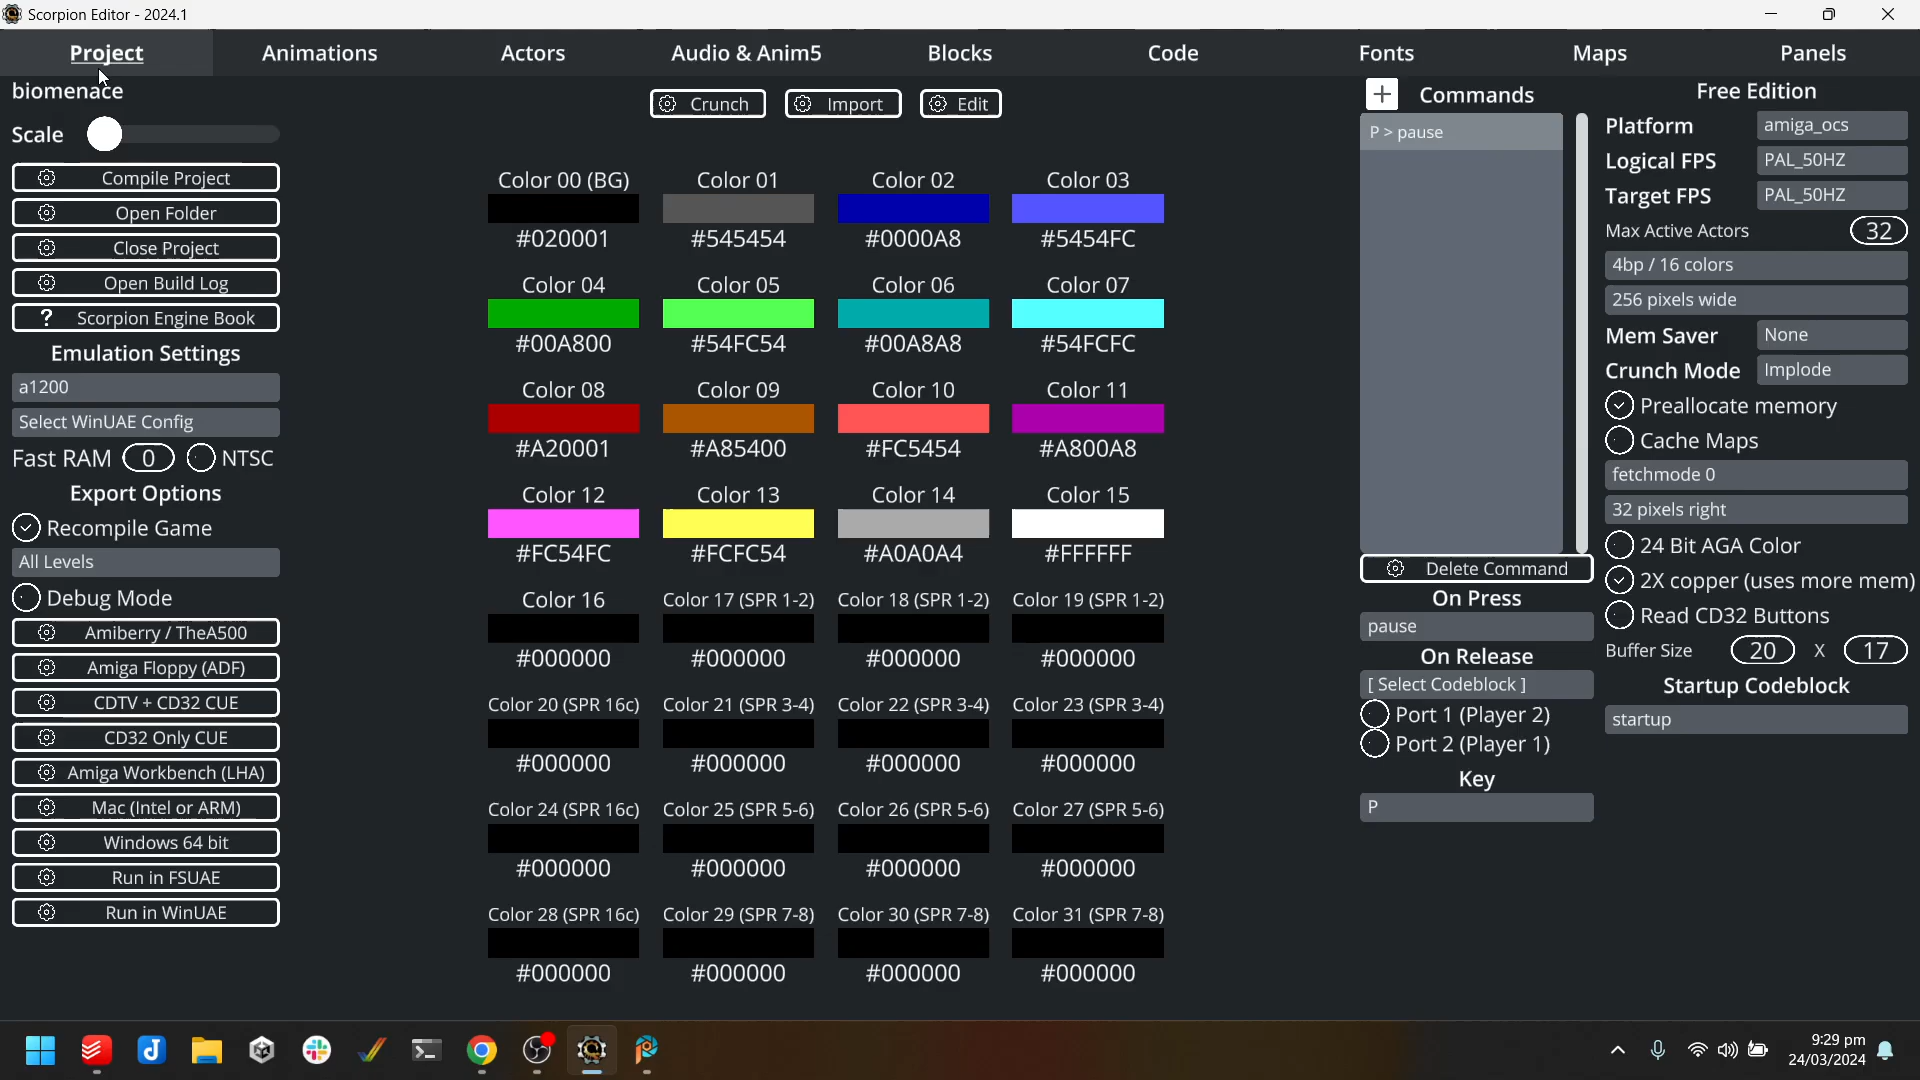 Scorpion Editor - 2024.1
Project
Animations
Actors
Audio & Anim5
Blocks
Code
Fonts
Maps
Panels
biomenace
Scale
Compile Project
Open Folder
Close Project
Open Build Log
? Scorpion Engine Book
Emulation Settings
a1200
Select WinUAE Config
Fast RAM 0 NTSC
Export Options
Recompile Game
All Levels
Debug Mode
Amiberry / TheA500
Amiga Floppy (ADF)
CDTV + CD32 CUE
CD32 Only CUE
Amiga Workbench (LHA)
Mac (Intel or ARM)
Windows 64 bit
Run in FSUAE
Run in WinUAE
Crunch
Import
Edit
Color 00 (BG) Color 01 Color 02 Color 03
#020001 #545454 #0000A8 #5454FC
Color 04 Color 05 Color 06 Color 07
#00A800 #54FC54 #00A8A8 #54FCFC
Color 08 Color 09 Color 10 Color 11
#A20001 #A85400 #FC5454 #A800A8
Color 12 Color 13 Color 14 Color 15
#FC54FC #FCFC54 #A0A0A4 #FFFFFF
Color 16 Color 17 (SPR 1-2) Color 18 (SPR 1-2) Color 19 (SPR 1-2)
#000000 #000000 #000000 #000000
Color 20 (SPR 16c) Color 21 (SPR 3-4) Color 22 (SPR 3-4) Color 23 (SPR 3-4)
#000000 #000000 #000000 #000000
Color 24 (SPR 16c) Color 25 (SPR 5-6) Color 26 (SPR 5-6) Color 27 (SPR 5-6)
#000000 #000000 #000000 #000000
Color 28 (SPR 16c) Color 29 (SPR 7-8) Color 30 (SPR 7-8) Color 31 (SPR 7-8)
#000000 #000000 #000000 #000000
+ Commands
P > pause
Delete Command
On Press
pause
On Release
[ Select Codeblock ]
Port 1 (Player 2)
Port 2 (Player 1)
Key
P
Free Edition
Platform amiga_ocs
Logical FPS PAL_50HZ
Target FPS PAL_50HZ
Max Active Actors 32
4bp / 16 colors
256 pixels wide
Mem Saver None
Crunch Mode Implode
Preallocate memory
Cache Maps
fetchmode 0
32 pixels right
24 Bit AGA Color
2X copper (uses more mem)
Read CD32 Buttons
Buffer Size 20 X 17
Startup Codeblock
startup
9:29 pm
24/03/2024